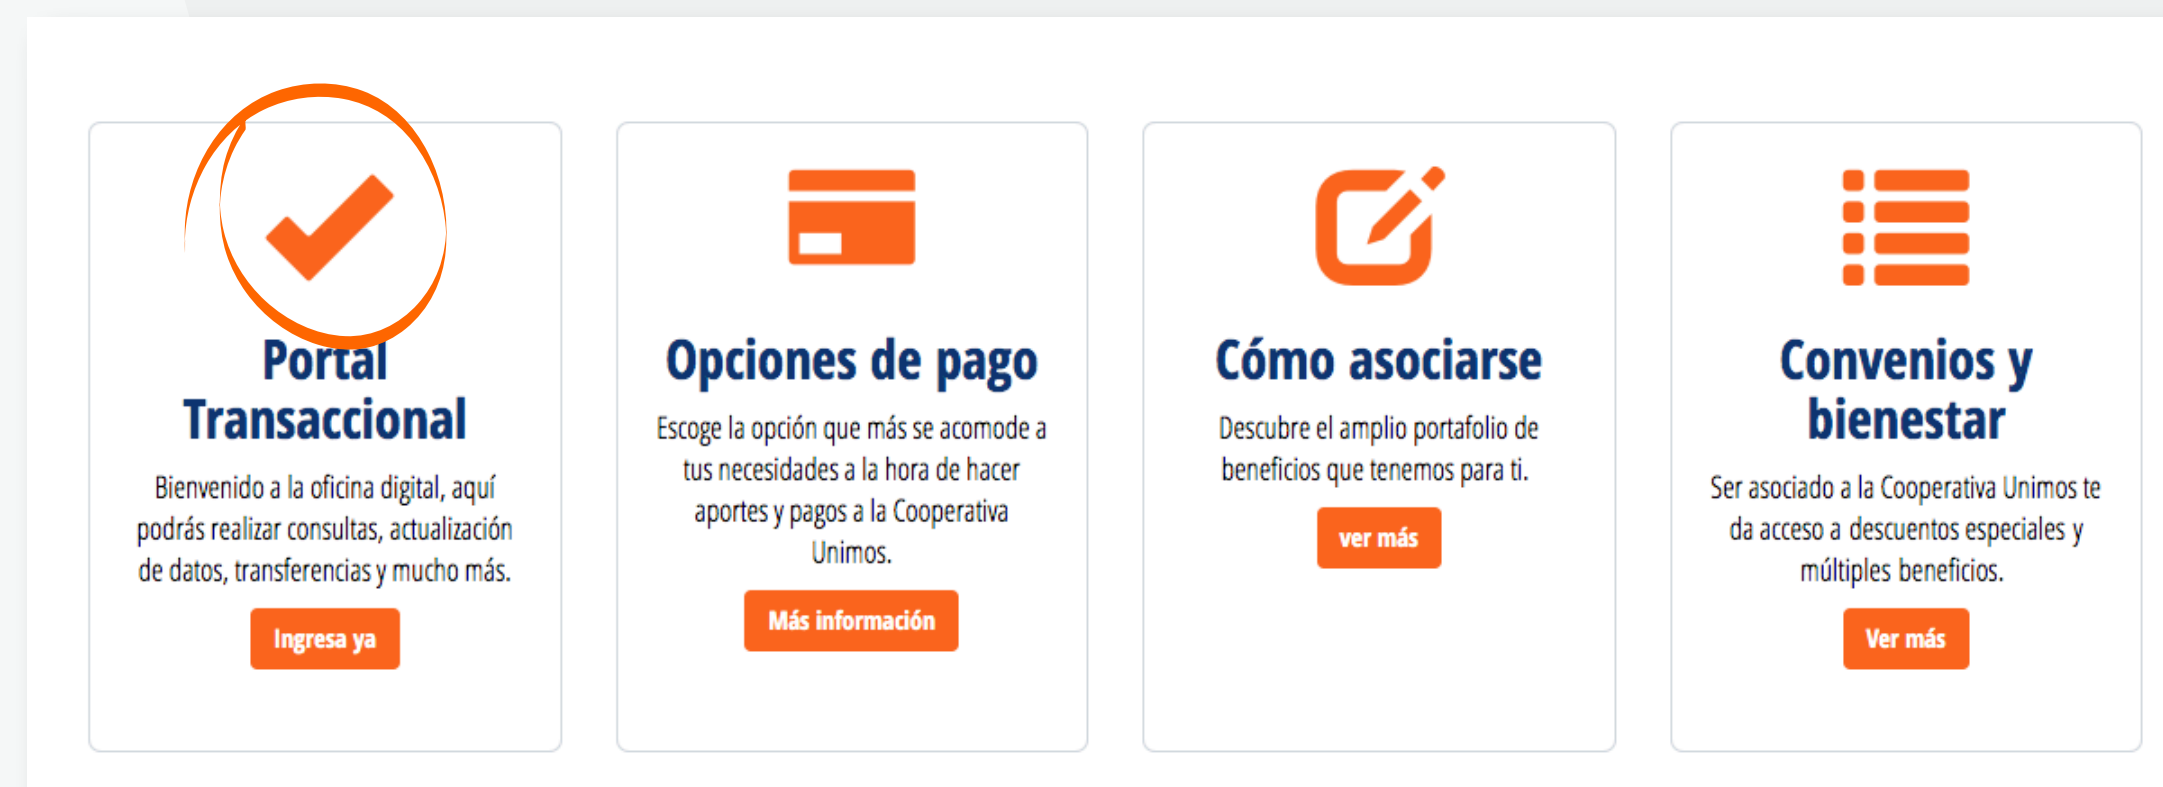 Portal
Transaccional
Bienvenido a la oficina digital, aquí
podrás realizar consultas, actualización
de datos, transferencias y mucho más.
Ingresa ya
Opciones de pago
Escoge la opción que más se acomode a
tus necesidades a la hora de hacer
aportes y pagos a la Cooperativa
Unimos.
Más información
Cómo asociarse
Descubre el amplio portafolio de
beneficios que tenemos para ti.
ver más
Convenios y
bienestar
Ser asociado a la Cooperativa Unimos te
da acceso a descuentos especiales y
múltiples beneficios.
Ver más